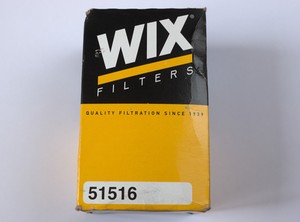 WIX
FILTERS
QUALITY FILTRATION SINCE 1939
51516